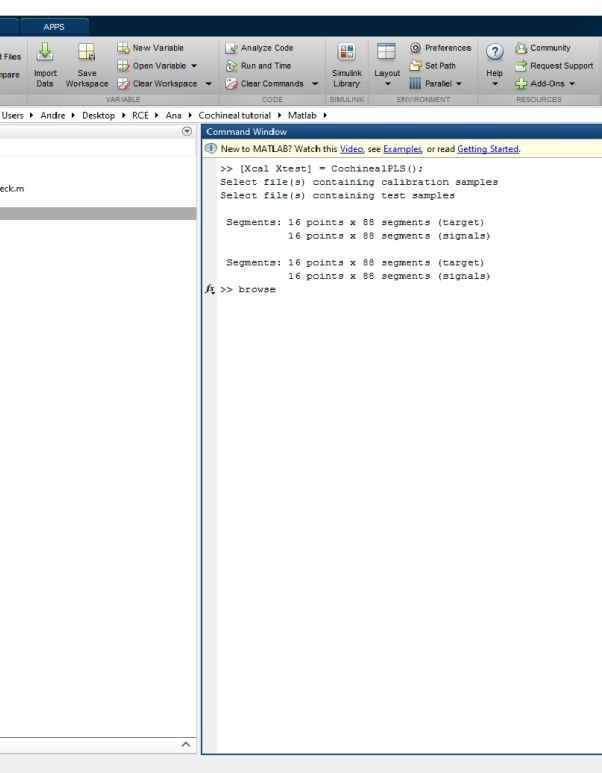 APPS
d Files
New Variable
Analyze Code
Preferences
Community
Open Variable
Run and Time
Set Path
Request Support
mpare
Import Data
Save Workspace
Clear Workspace
Clear Commands
Simulink Library
Layout
Parallel
Help
Add-Ons
VARIABLE
CODE
SIMULINK
ENVIRONMENT
RESOURCES
Users Andre Desktop RCE Ana Cochineal tutorial Matlab
Command Window
New to MATLAB? Watch this Video, see Examples, or read Getting Started.
eck.m
>> [Xcal Xtest] = CochinealPLS();
Select file(s) containing calibration samples
Select file(s) containing test samples
Segments: 16 points x 88 segments (target)
16 points x 88 segments (signals)
Segments: 16 points x 88 segments (target)
16 points x 88 segments (signals)
fx >> browse